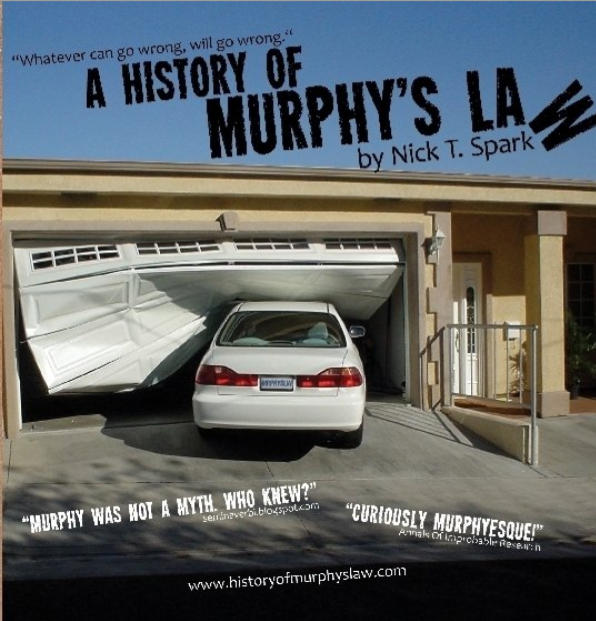 "Whatever can go wrong, will go wrong."
A HISTORY OF
MURPHY'S LAW
by Nick T. Spark
MURPHYSLAW
"MURPHY WAS NOT A MYTH. WHO KNEW?"
"CURIOUSLY MURPHYESQUE!"
Annals Of Improbable Research
www.historyofmurphyslaw.com